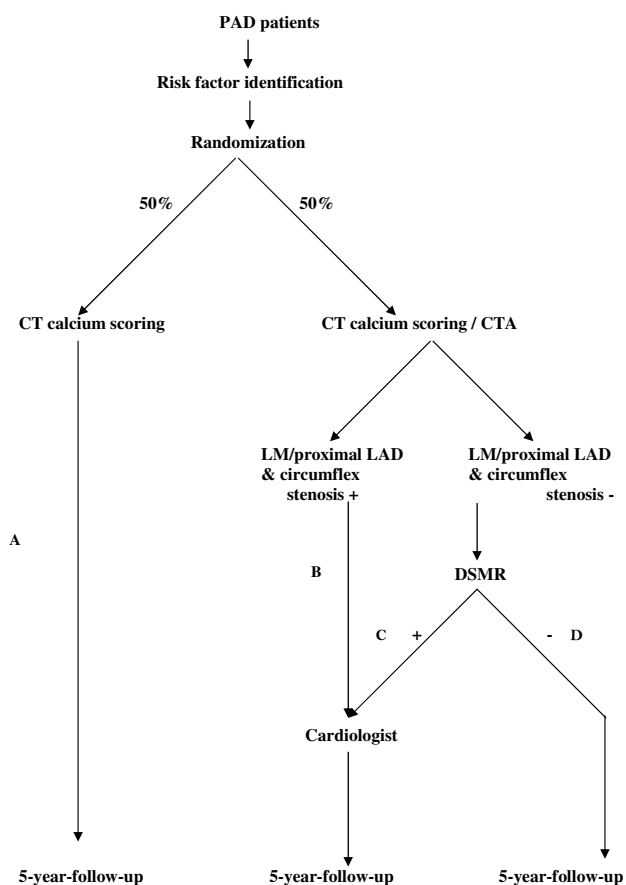 PAD patients
Risk factor identification
Randomization
50% 50%
CT calcium scoring CT calcium scoring / CTA
LM/proximal LAD LM/proximal LAD
& circumflex & circumflex
stenosis + stenosis -
A
B
DSMR
C + - D
Cardiologist
5-year-follow-up 5-year-follow-up 5-year-follow-up